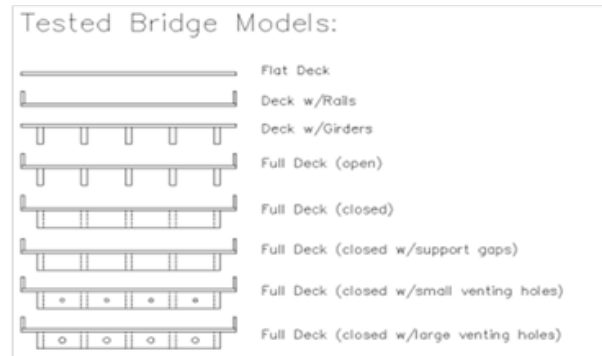 Tested Bridge Models:
Flat Deck
Deck w/Rails
Deck w/Girders
Full Deck (open)
Full Deck (closed)
Full Deck (closed w/support gaps)
Full Deck (closed w/small venting holes)
Full Deck (closed w/large venting holes)